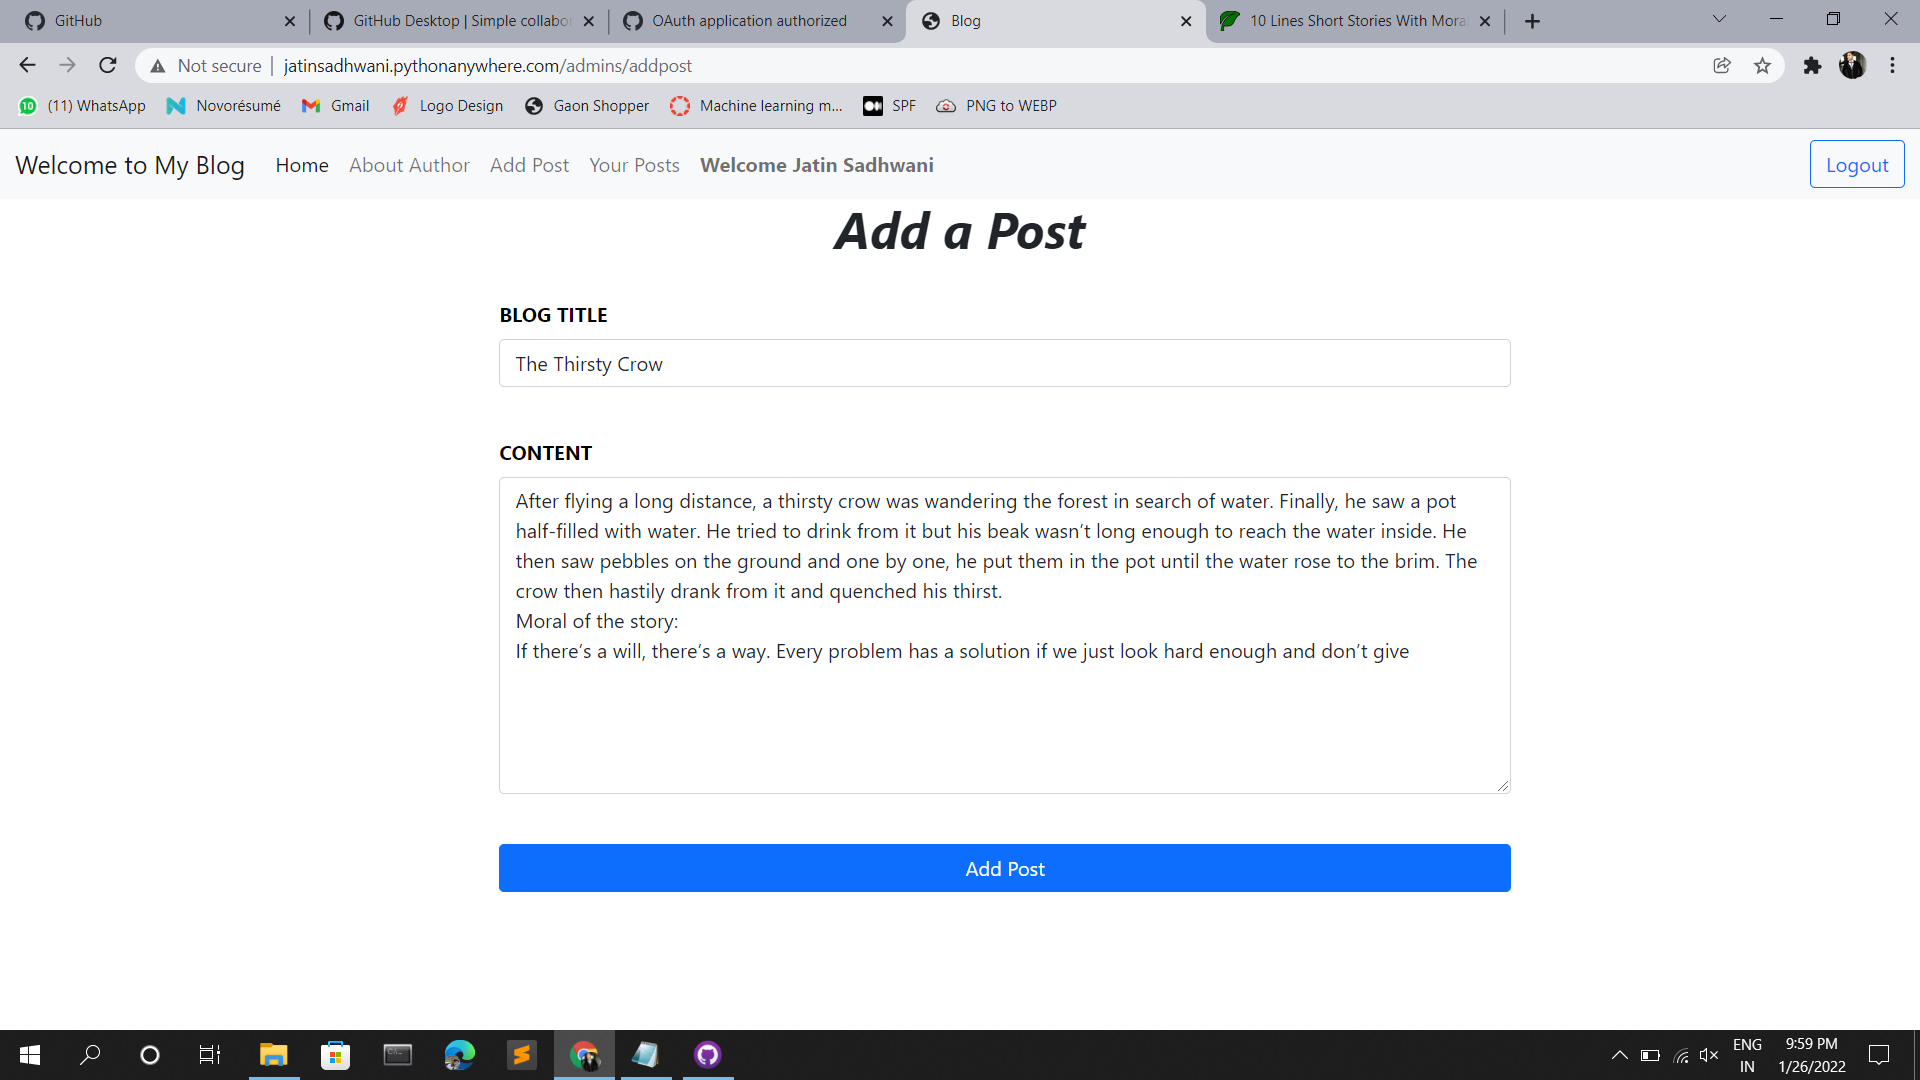 GitHub
GitHub Desktop | Simple collabo
OAuth application authorized
Blog
10 Lines Short Stories With Mora
Not secure | jatinsadhwani.pythonanywhere.com/admins/addpost
10 (11) WhatsApp
Novorésumé
Gmail
Logo Design
Gaon Shopper
Machine learning m...
SPF
PNG to WEBP
Welcome to My Blog
Home
About Author
Add Post
Your Posts
Welcome Jatin Sadhwani
Logout
Add a Post
BLOG TITLE
The Thirsty Crow
CONTENT
After flying a long distance, a thirsty crow was wandering the forest in search of water. Finally, he saw a pot
half-filled with water. He tried to drink from it but his beak wasn’t long enough to reach the water inside. He
then saw pebbles on the ground and one by one, he put them in the pot until the water rose to the brim. The
crow then hastily drank from it and quenched his thirst.
Moral of the story:
If there’s a will, there’s a way. Every problem has a solution if we just look hard enough and don’t give
Add Post
ENG
IN
9:59 PM
1/26/2022